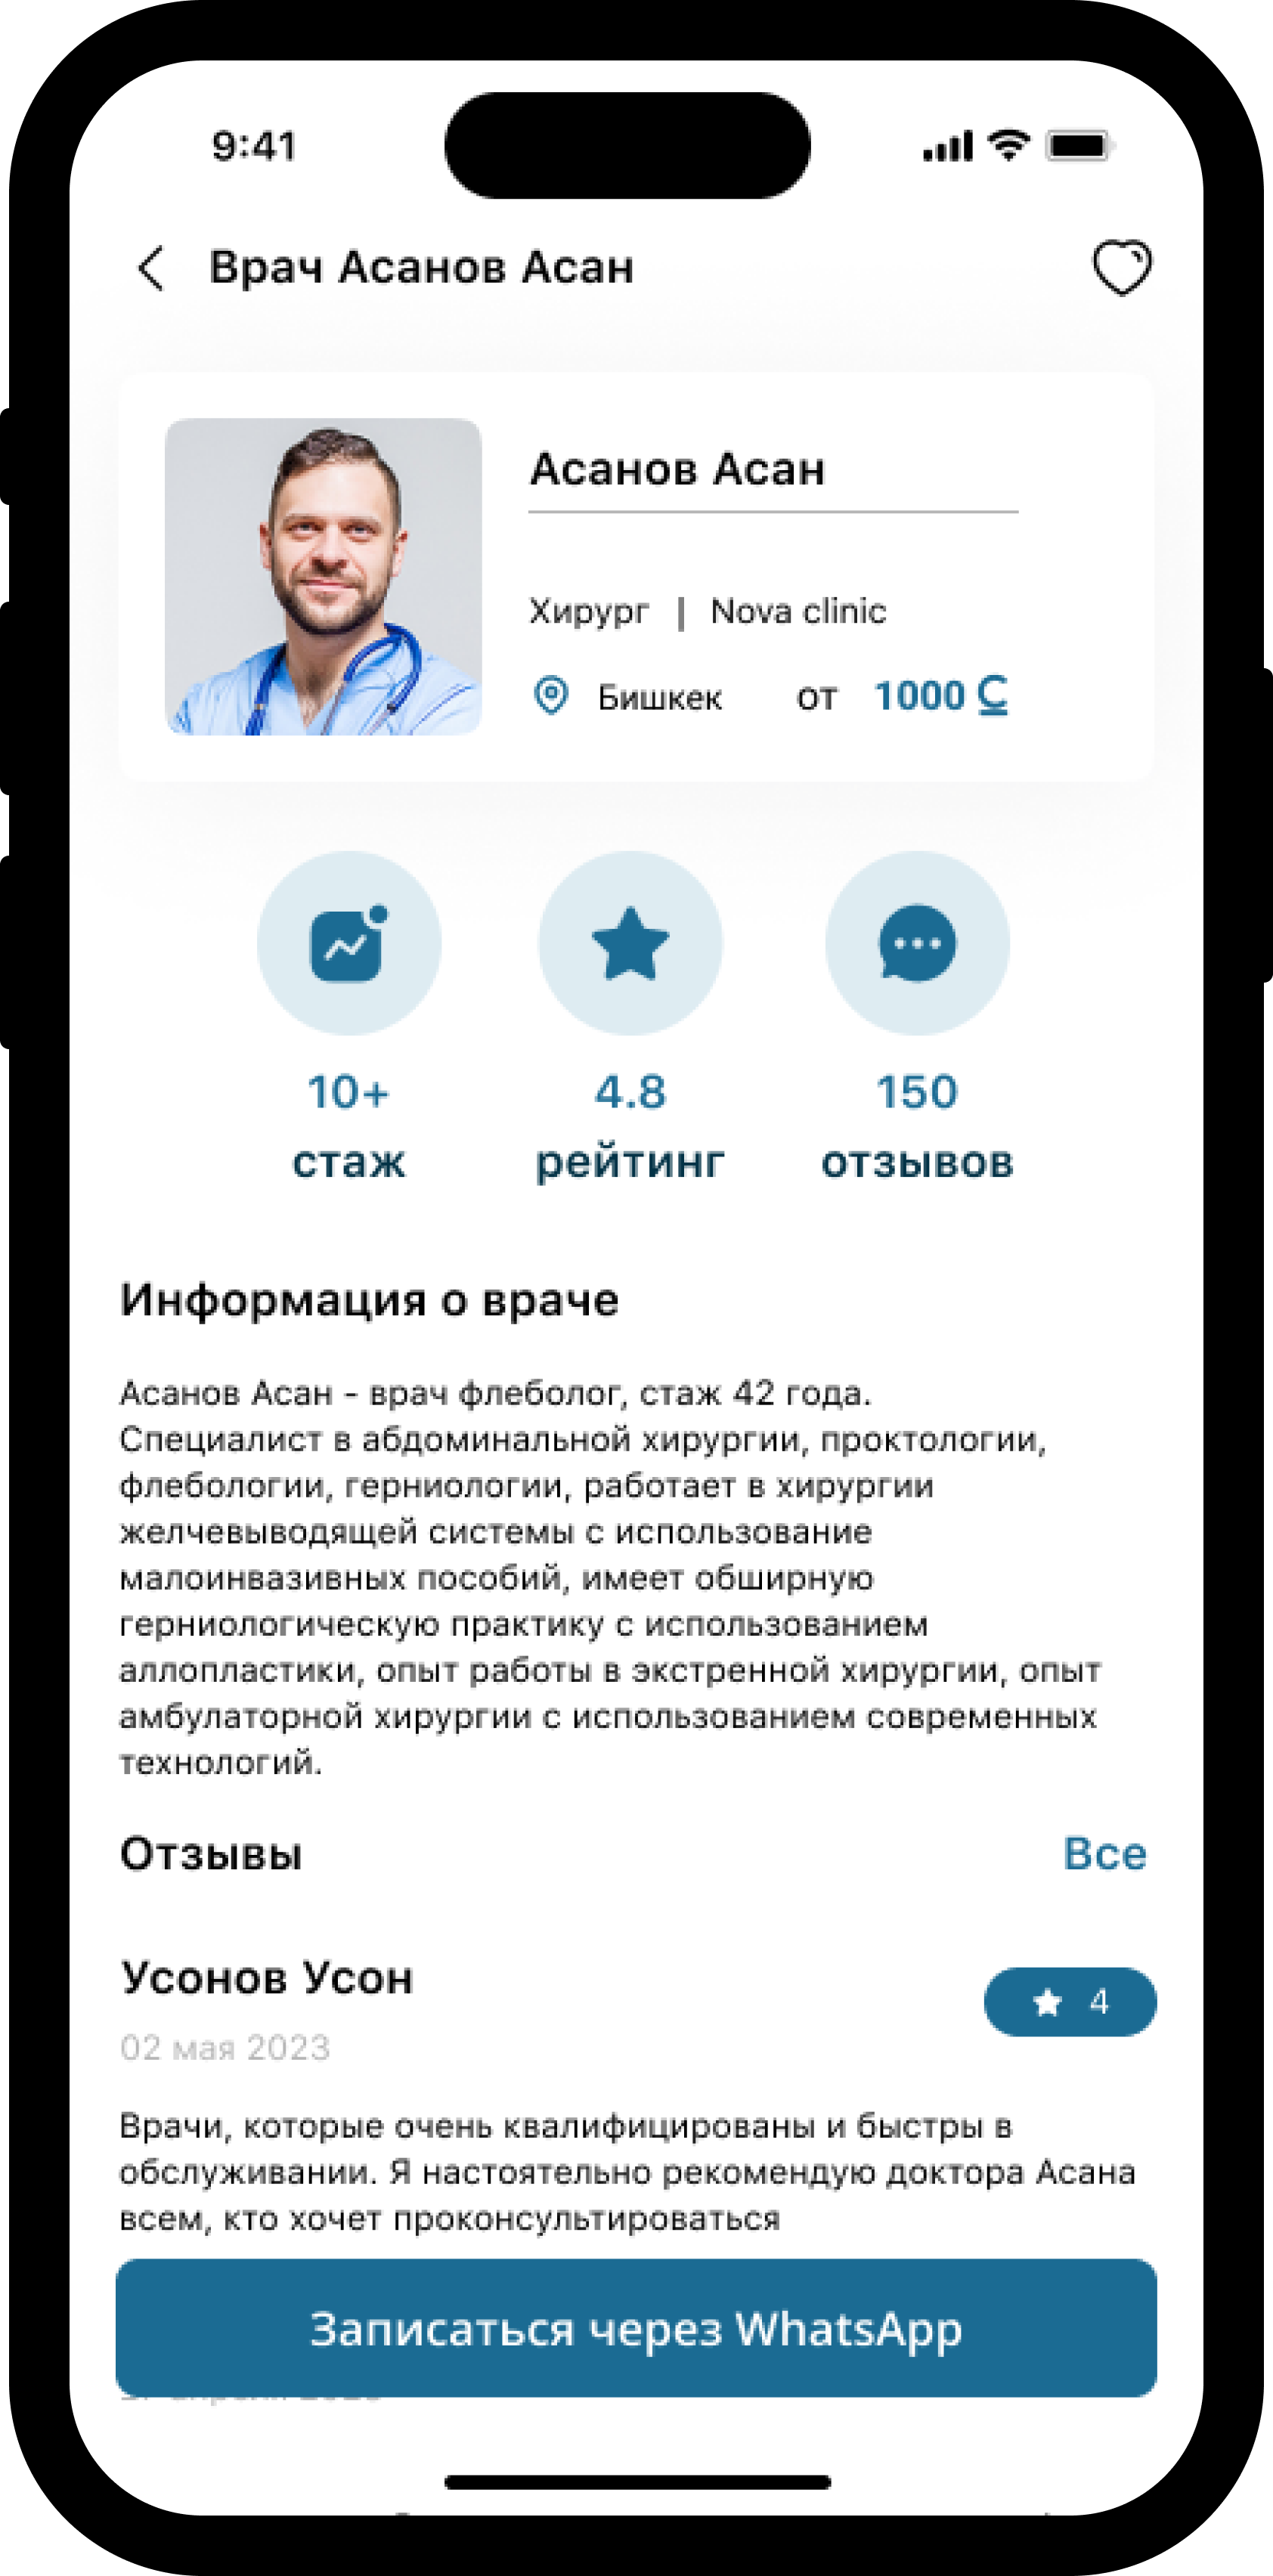 9:41
Врач Асанов Асан
Асанов Асан
Хирург | Nova clinic
Бишкек от 1000 С
10+ 4.8 150
стаж рейтинг отзывов
Информация о враче
Асанов Асан - врач флеболог, стаж 42 года.
Специалист в абдоминальной хирургии, проктологии,
флебологии, герниологии, работает в хирургии
желчевыводящей системы с использование
малоинвазивных пособий, имеет обширную
герниологическую практику с использованием
аллопластики, опыт работы в экстренной хирургии, опыт
амбулаторной хирургии с использованием современных
технологий.
Отзывы Все
Усонов Усон
4
02 мая 2023
Врачи, которые очень квалифицированы и быстры в
обслуживании. Я настоятельно рекомендую доктора Асана
всем, кто хочет проконсультироваться
Записаться через WhatsApp